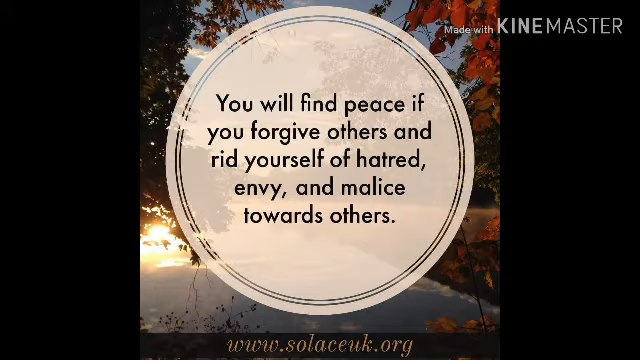 Made with KINEMASTER
You will find peace if
you forgive others and
rid yourself of hatred,
envy, and malice
towards others.
www.solaceuk.org